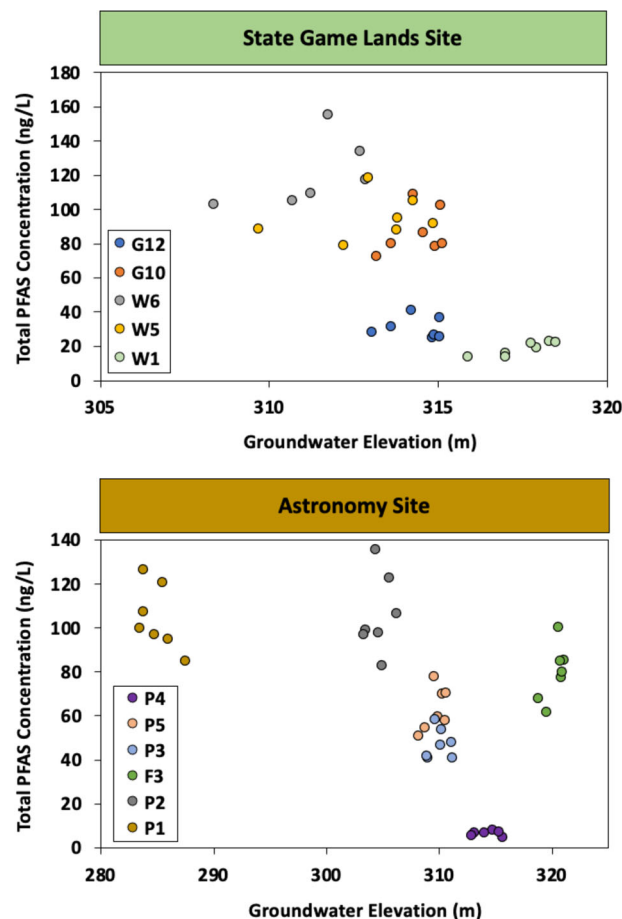 State Game Lands Site
Total PFAS Concentration (ng/L)
180
160
140
120
100
80
60
40
20
0
G12
G10
W6
W5
W1
305 310 315 320
Groundwater Elevation (m)
Astronomy Site
Total PFAS Concentration (ng/L)
140
120
100
80
60
40
20
0
P4
P5
P3
F3
P2
P1
280 290 300 310 320
Groundwater Elevation (m)